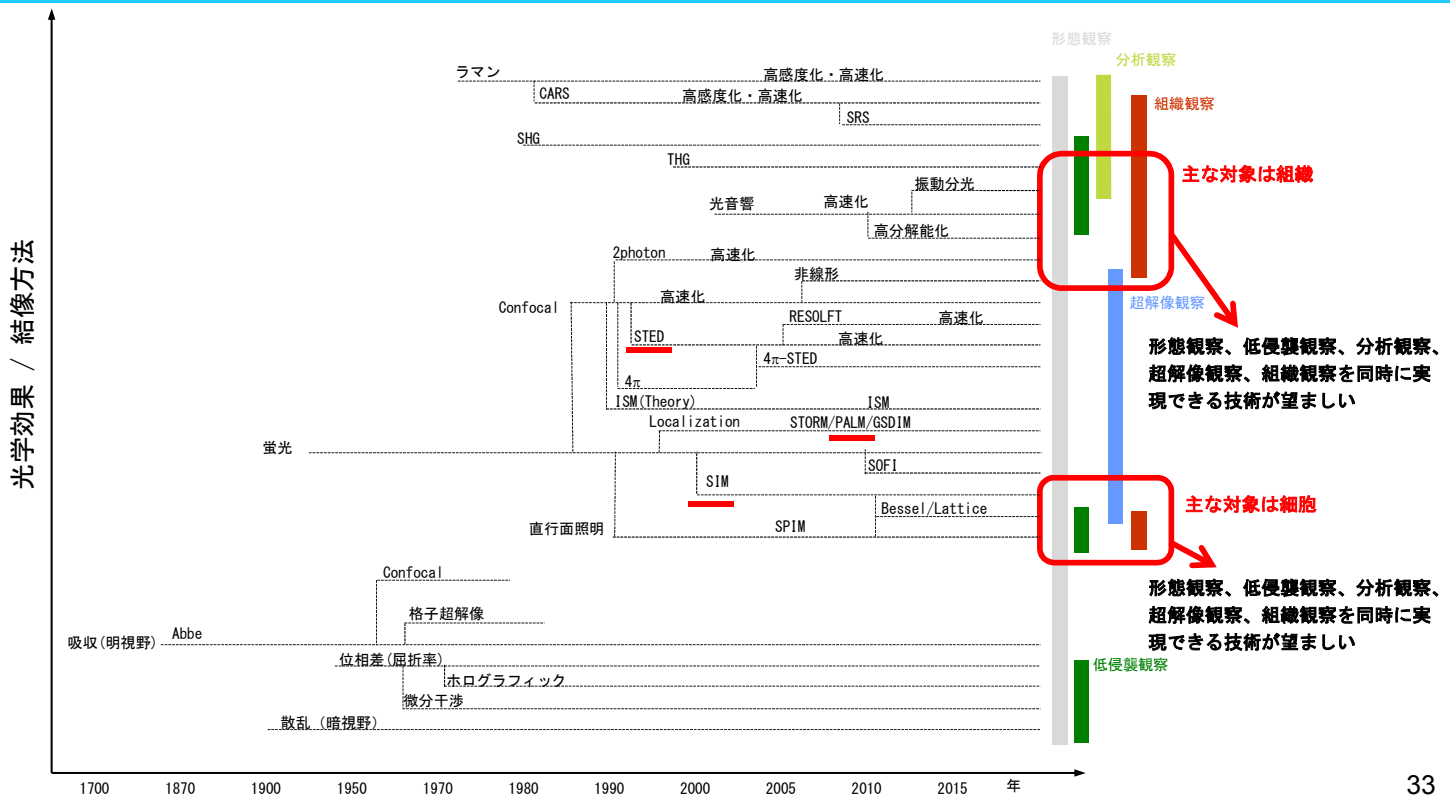 形態観察
分析観察
ラマン
高感度化・高速化
CARS
高感度化・高速化
組織観察
SRS
SHG
THG
主な対象は組織
振動分光
光音響
高速化
高分解能化
2photon
高速化
非線形
高速化
Confocal
超解像観察
RESOLFT
高速化
STED
高速化
4π-STED
4π
形態観察、低侵襲観察、分析観察、
超解像観察、組織観察を同時に実
現できる技術が望ましい
ISM(Theory)
ISM
Localization
STORM/PALM/GSDIM
蛍光
SOFI
SIM
Bessel/Lattice
主な対象は細胞
直行面照明
SPIM
Confocal
形態観察、低侵襲観察、分析観察、
超解像観察、組織観察を同時に実
現できる技術が望ましい
格子超解像
吸収(明視野)
Abbe
位相差(屈折率)
低侵襲観察
ホログラフィック
微分干渉
散乱（暗視野）
光学効果 / 結像方法
1700
1870
1900
1950
1970
1980
1990
2000
2005
2010
2015
年
33